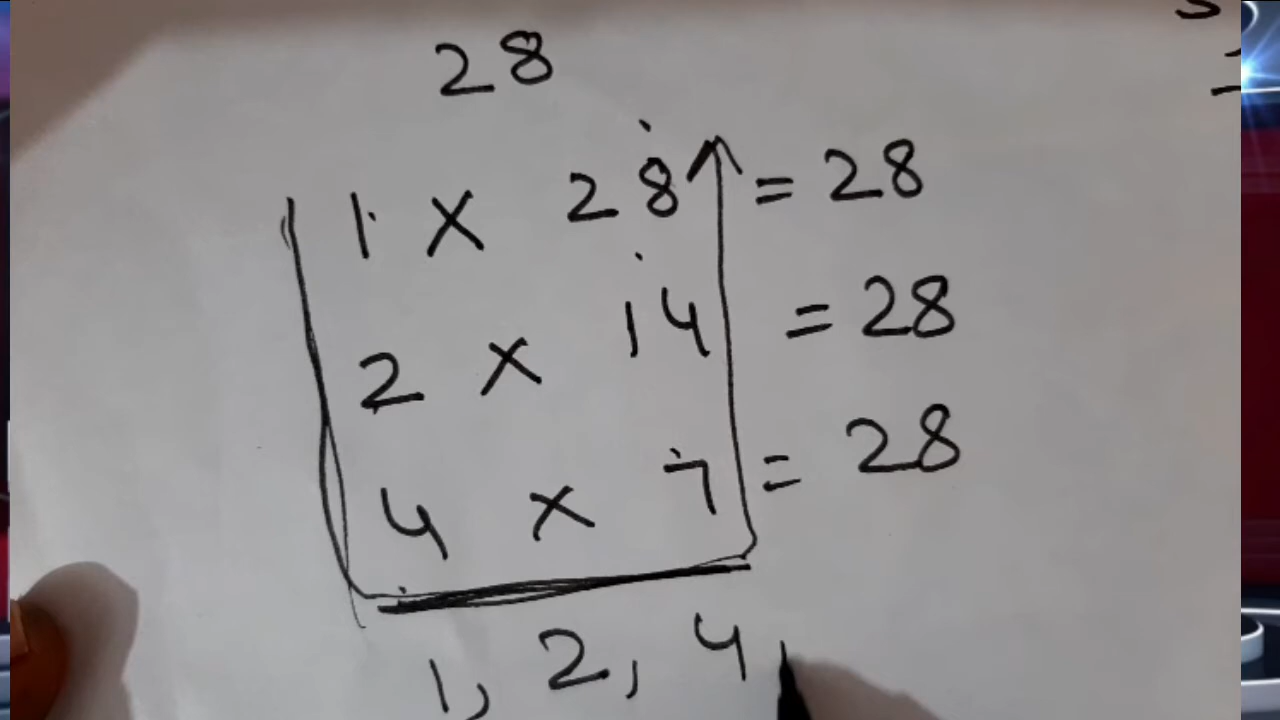 28
1 x 28 = 28
2 x 14 = 28
4 x 7 = 28
1, 2, 4,